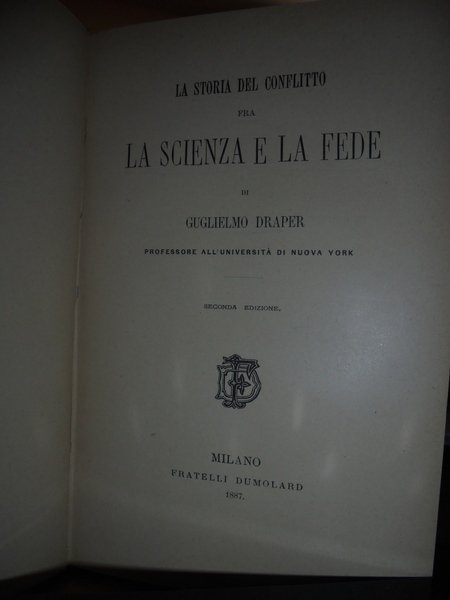 LA STORIA DEL CONFLITTO
FRA
LA SCIENZA E LA FEDE
DI
GUGLIELMO DRAPER
PROFESSORE ALL'UNIVERSITÀ DI NUOVA YORK
SECONDA EDIZIONE.
MILANO
FRATELLI DUMOLARD
1887.